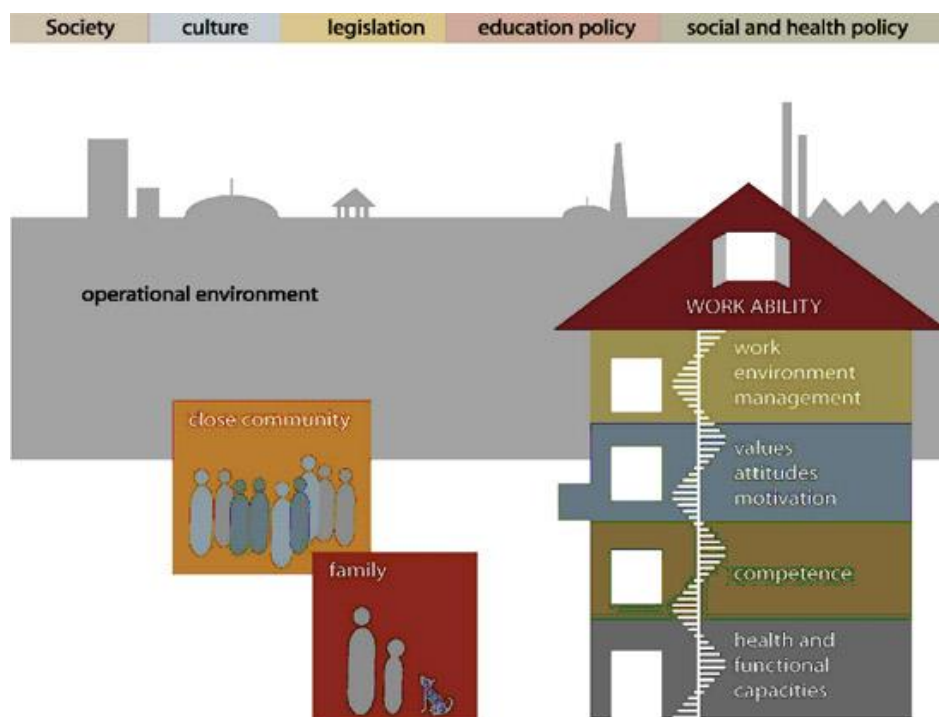 Society culture legislation education policy social and health policy
operational environment
WORK ABILITY
work
environment
management
close community
values
attitudes
motivation
family
competence
health and
functional
capacities